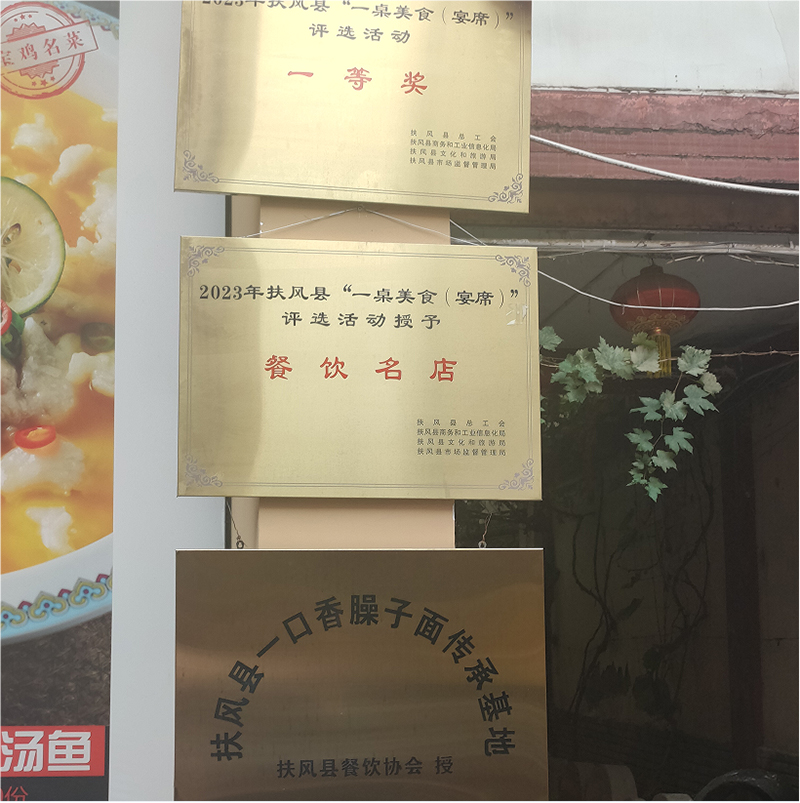 宝鸡名菜
2023年扶风县“一桌美食（宴席）”
评选活动
一等奖
扶风县总工会
扶风县商务和工业信息化局
扶风县文化和旅游局
扶风县市场监督管理局
2023年扶风县“一桌美食（宴席）”
评选活动授予
餐饮名店
扶风县总工会
扶风县商务和工业信息化局
扶风县文化和旅游局
扶风县市场监督管理局
扶风县一口香臊子面传承基地
扶风县餐饮协会 授
汤鱼
份